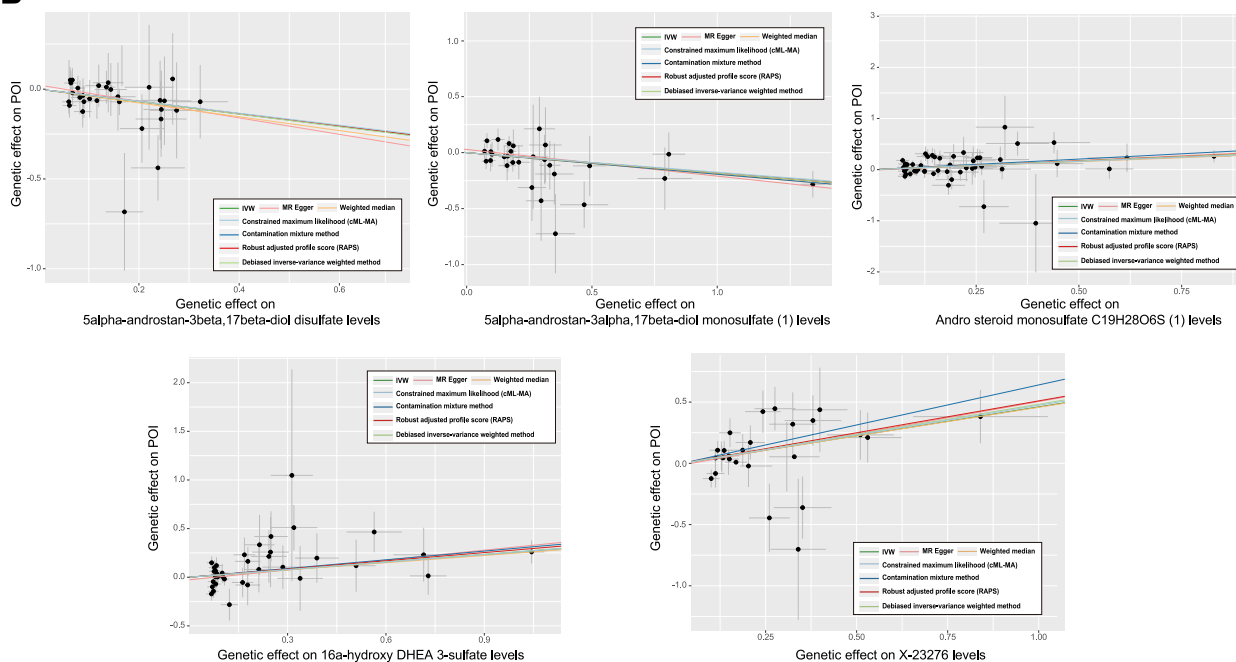 Genetic effect on POI
0.0
-0.5
-1.0
IVW MR Egger Weighted median
Constrained maximum likelihood (cML-MA)
Contamination mixture method
Robust adjusted profile score (RAPS)
Debiased inverse-variance weighted method
0.2 0.4 0.6
Genetic effect on
5alpha-androstan-3beta,17beta-diol disulfate levels
Genetic effect on POI
1.0
0.5
0.0
-0.5
-1.0
IVW MR Egger Weighted median
Constrained maximum likelihood (cML-MA)
Contamination mixture method
Robust adjusted profile score (RAPS)
Debiased inverse-variance weighted method
0.0 0.5 1.0
Genetic effect on
5alpha-androstan-3alpha,17beta-diol monosulfate (1) levels
Genetic effect on POI
3
2
1
0
-1
-2
IVW MR Egger Weighted median
Constrained maximum likelihood (cML-MA)
Contamination mixture method
Robust adjusted profile score (RAPS)
Debiased inverse-variance weighted method
0.25 0.50 0.75
Genetic effect on
Andro steroid monosulfate C19H28O6S (1) levels
Genetic effect on POI
2.0
1.5
1.0
0.5
0.0
-0.5
IVW MR Egger Weighted median
Constrained maximum likelihood (cML-MA)
Contamination mixture method
Robust adjusted profile score (RAPS)
Debiased inverse-variance weighted method
0.3 0.6 0.9
Genetic effect on 16a-hydroxy DHEA 3-sulfate levels
Genetic effect on POI
0.5
0.0
-0.5
-1.0
IVW MR Egger Weighted median
Constrained maximum likelihood (cML-MA)
Contamination mixture method
Robust adjusted profile score (RAPS)
Debiased inverse-variance weighted method
0.25 0.50 0.75 1.00
Genetic effect on X-23276 levels